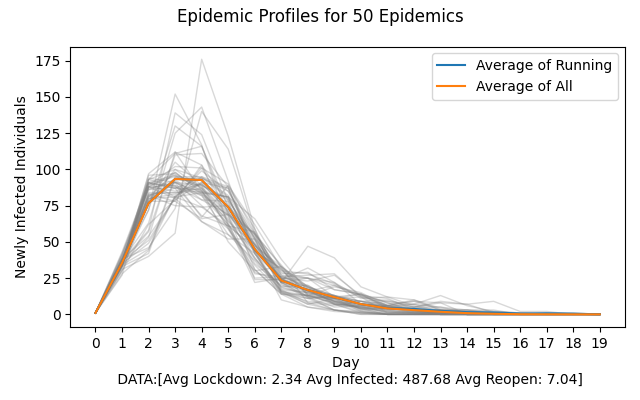 Epidemic Profiles for 50 Epidemics
Average of Running
Average of All
Newly Infected Individuals
175
150
125
100
75
50
25
0
0 1 2 3 4 5 6 7 8 9 10 11 12 13 14 15 16 17 18 19
Day
DATA:[Avg Lockdown: 2.34 Avg Infected: 487.68 Avg Reopen: 7.04]